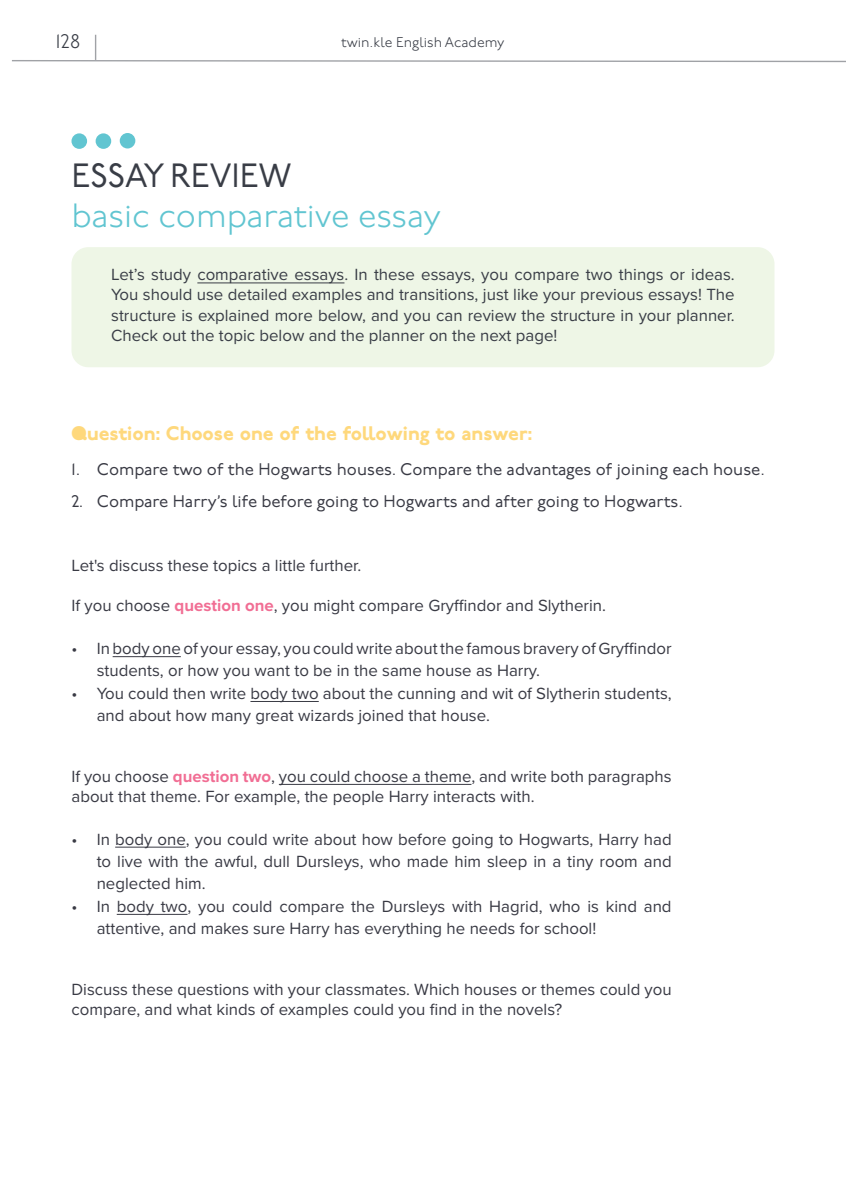 128
twin.kle English Academy
ESSAY REVIEW
basic comparative essay
Let's study comparative essays. In these essays, you compare two things or ideas.
You should use detailed examples and transitions, just like your previous essays! The
structure is explained more below, and you can review the structure in your planner.
Check out the topic below and the planner on the next page!
Question: Choose one of the following to answer:
1. Compare two of the Hogwarts houses. Compare the advantages of joining each house.
2. Compare Harry's life before going to Hogwarts and after going to Hogwarts.
Let's discuss these topics a little further.
If you choose question one, you might compare Gryffindor and Slytherin.
• In body one of your essay, you could write about the famous bravery of Gryffindor
students, or how you want to be in the same house as Harry.
• You could then write body two about the cunning and wit of Slytherin students,
and about how many great wizards joined that house.
If you choose question two, you could choose a theme, and write both paragraphs
about that theme. For example, the people Harry interacts with.
• In body one, you could write about how before going to Hogwarts, Harry had
to live with the awful, dull Dursleys, who made him sleep in a tiny room and
neglected him.
• In body two, you could compare the Dursleys with Hagrid, who is kind and
attentive, and makes sure Harry has everything he needs for school!
Discuss these questions with your classmates. Which houses or themes could you
compare, and what kinds of examples could you find in the novels?